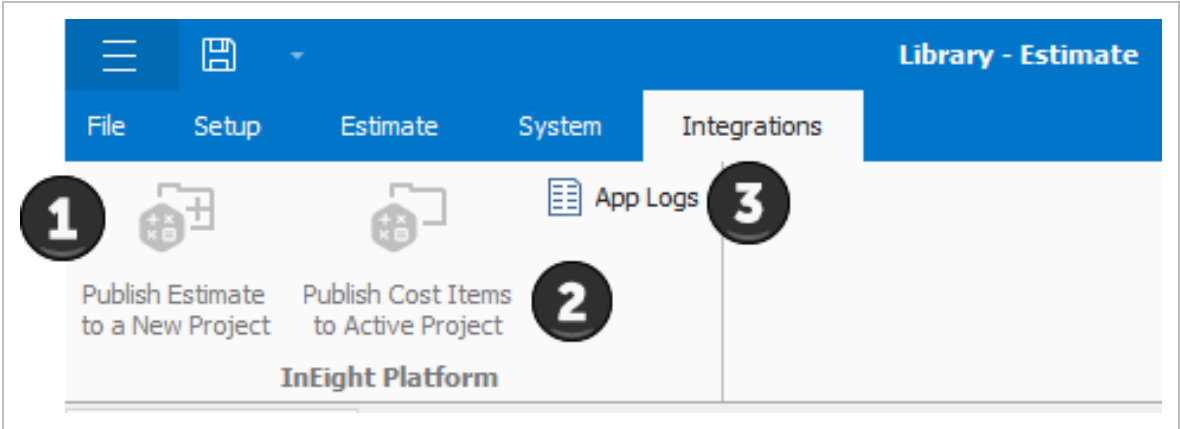 Library - Estimate
File Setup Estimate System Integrations
1
App Logs 3
Publish Estimate
to a New Project
Publish Cost Items
to Active Project
2
InEight Platform